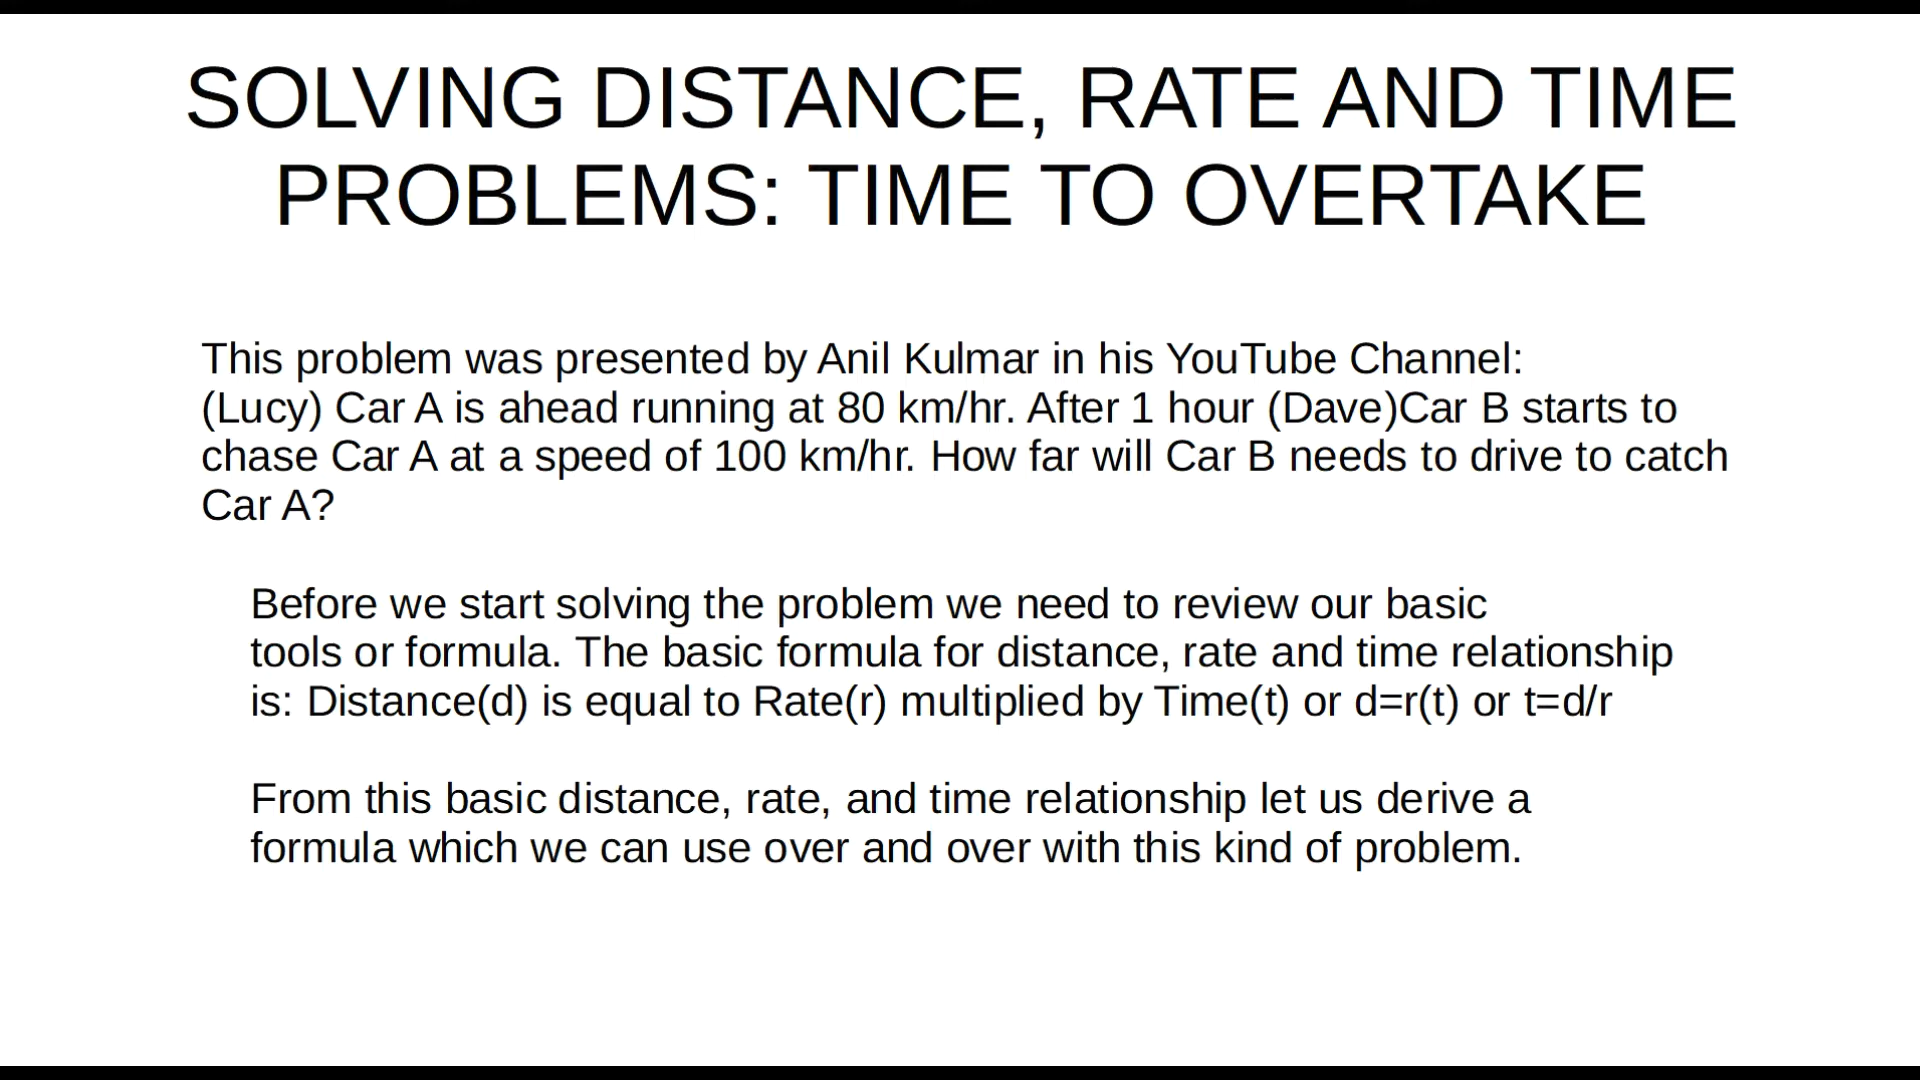 SOLVING DISTANCE, RATE AND TIME
PROBLEMS: TIME TO OVERTAKE
This problem was presented by Anil Kulmar in his YouTube Channel:
(Lucy) Car A is ahead running at 80 km/hr. After 1 hour (Dave)Car B starts to
chase Car A at a speed of 100 km/hr. How far will Car B needs to drive to catch
Car A?
Before we start solving the problem we need to review our basic
tools or formula. The basic formula for distance, rate and time relationship
is: Distance(d) is equal to Rate(r) multiplied by Time(t) or d=r(t) or t=d/r
From this basic distance, rate, and time relationship let us derive a
formula which we can use over and over with this kind of problem.